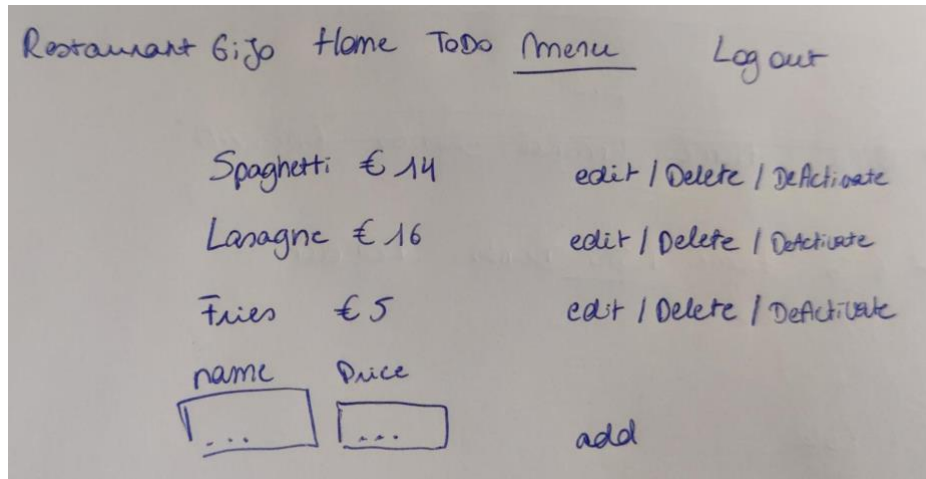 Restaurant GiJo Home ToDo Menu Log out
Spaghetti € 14 edit / Delete / DeActivate
Lasagne € 16 edit / Delete / DeActivate
Fries € 5 edit / Delete / DeActivate
name Price
... ... add